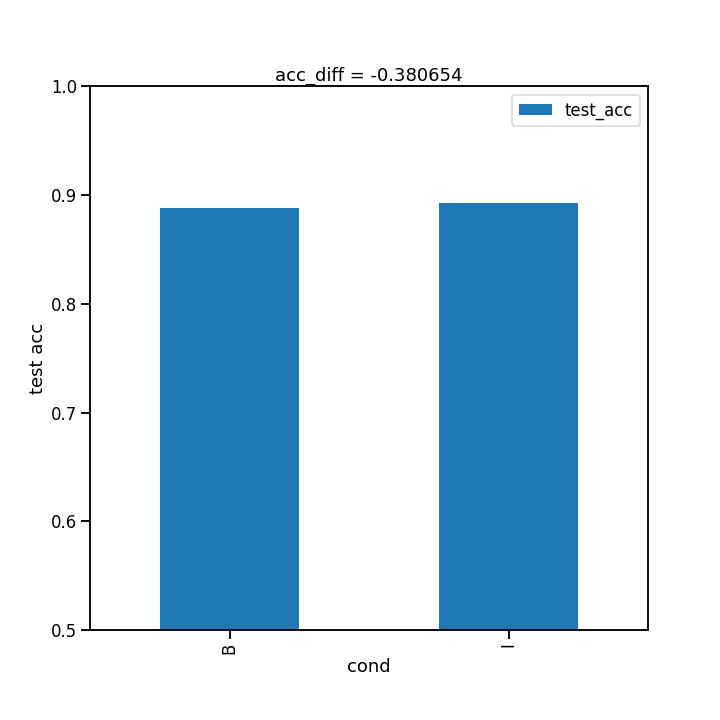 acc_diff = -0.380654
test_acc
1.0
0.9
0.8
0.7
0.6
0.5
test acc
B
I
cond